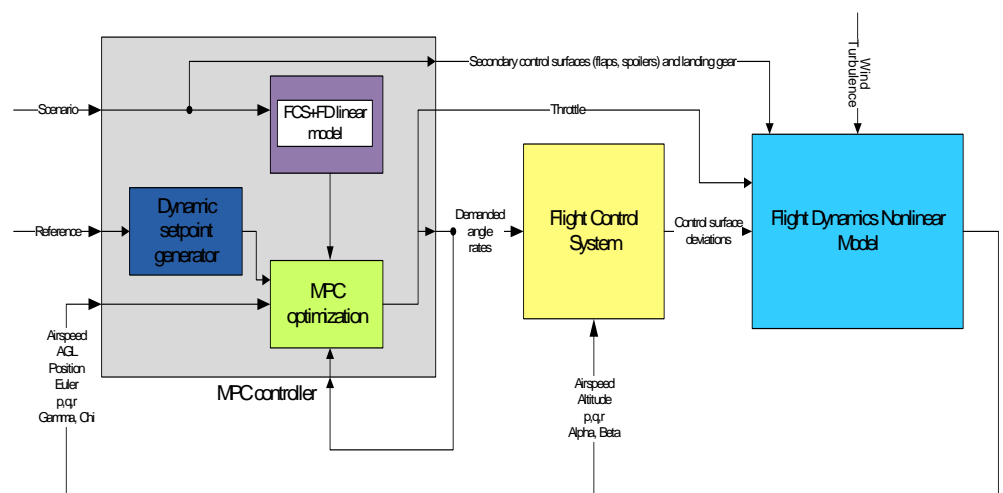 Secondary control surfaces (flaps, spoilers) and landing gear
Wind
Turbulence
Scenario
FCS+FD linear
model
Throttle
Dynamic
setpoint
generator
Reference
Demanded
angle
rates
Flight Control
System
Control surface
deviations
Flight Dynamics Nonlinear
Model
MPC
optimization
Airspeed
AGL
Position
Euler
p,q,r
Gamma, Chi
MPC controller
Airspeed
Altitude
p,q,r
Alpha, Beta